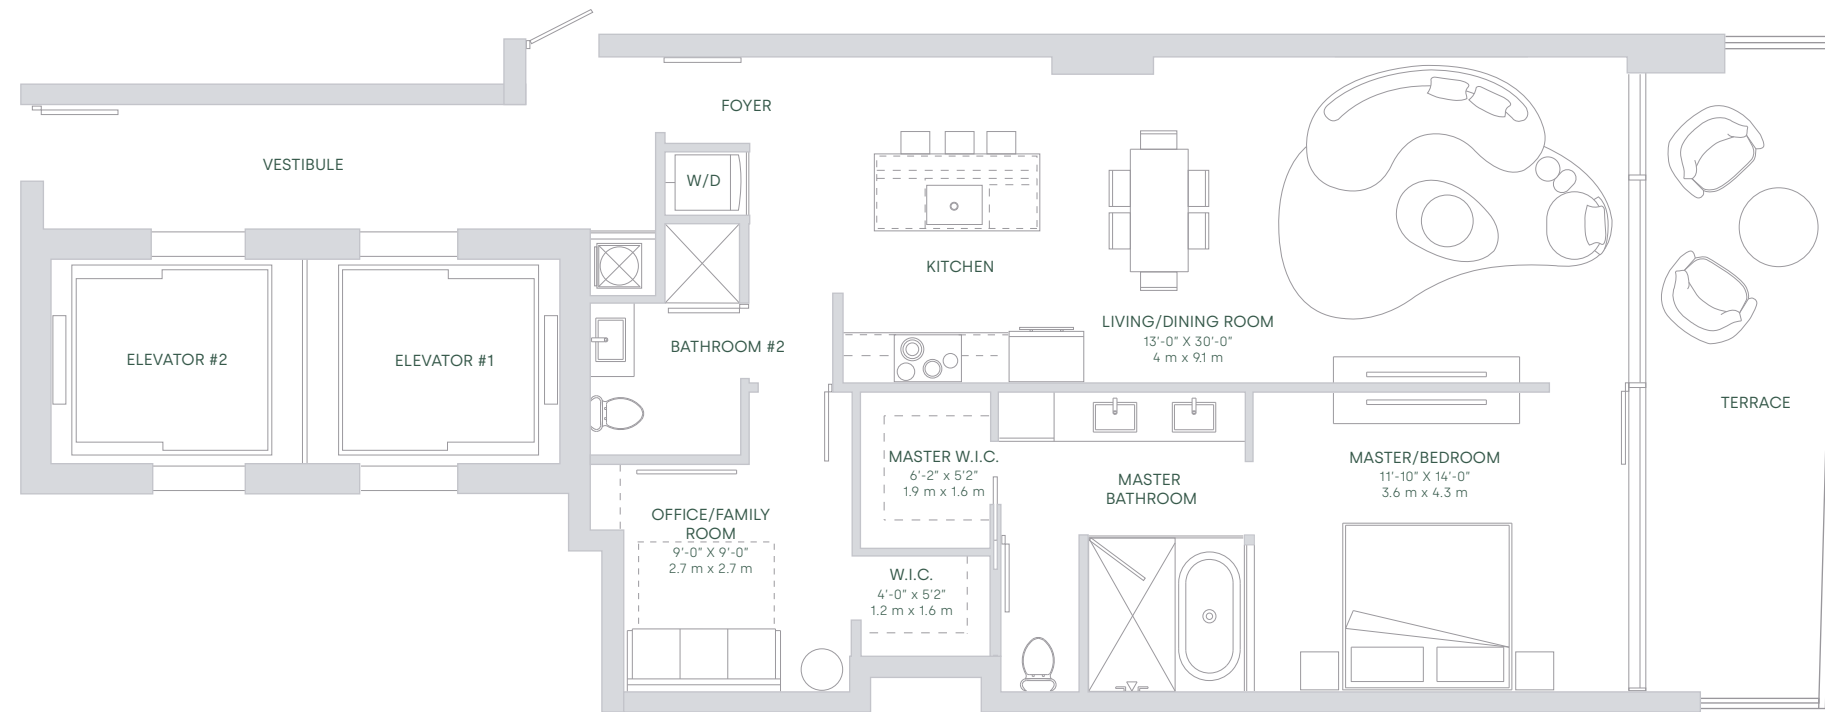 FOYER
VESTIBULE
W/D
KITCHEN
LIVING/DINING ROOM
13'-0" X 30'-0"
4 m x 9.1 m
BATHROOM #2
ELEVATOR #2
ELEVATOR #1
TERRACE
MASTER W.I.C.
6'-2" x 5'2"
1.9 m x 1.6 m
MASTER/BEDROOM
11'-10" X 14'-0"
3.6 m x 4.3 m
MASTER
BATHROOM
OFFICE/FAMILY
ROOM
9'-0" X 9'-0"
2.7 m x 2.7 m
W.I.C.
4'-0" x 5'2"
1.2 m x 1.6 m